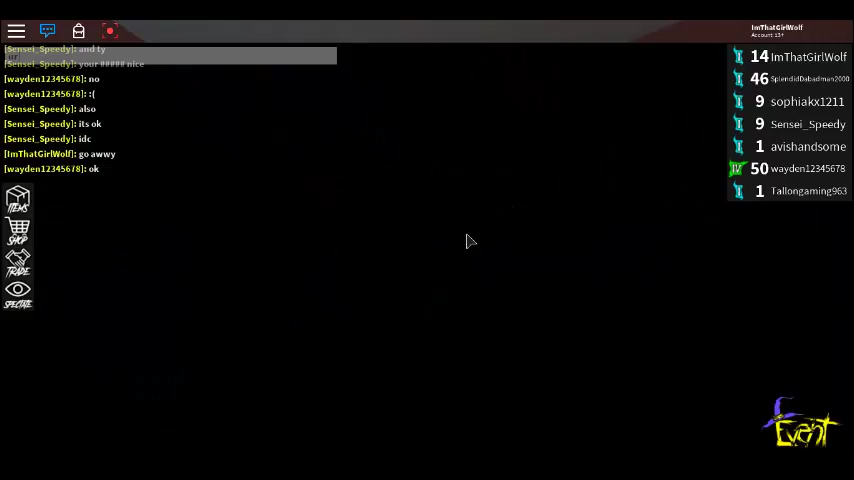 ImThatGirlWolf
Account: 13+
[Sensei_Speedy]: and ty
[Sensei_Speedy]: your ##### nice
[wayden12345678]: no
[wayden12345678]: :(
[Sensei_Speedy]: also
[Sensei_Speedy]: its ok
[Sensei_Speedy]: idc
[ImThatGirlWolf]: go awwy
[wayden12345678]: ok
14 ImThatGirlWolf
46 SplendidDabadman2000
9 sophiakx1211
9 Sensei_Speedy
1 avishandsome
IV 50 wayden12345678
1 Tallongaming963
ITEMS
SHOP
TRADE
SPECTATE
Event